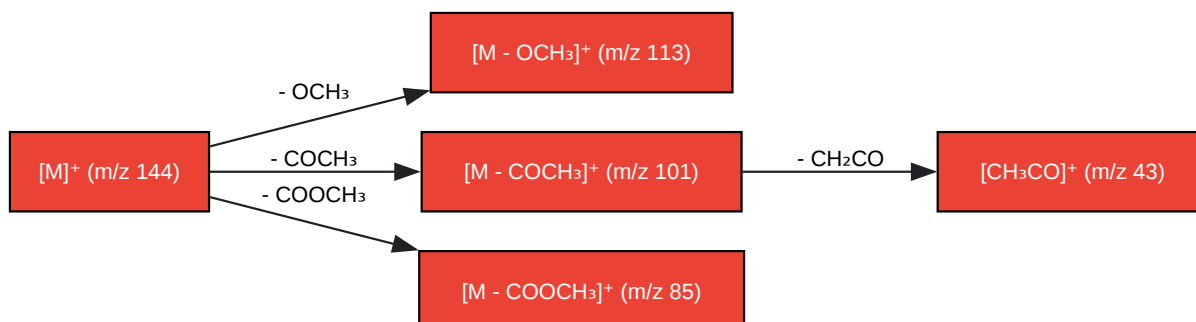 [M - OCH₃]⁺ (m/z 113)
- OCH₃
[M]⁺ (m/z 144)
- COCH₃
[M - COCH₃]⁺ (m/z 101)
- CH₂CO
[CH₃CO]⁺ (m/z 43)
- COOCH₃
[M - COOCH₃]⁺ (m/z 85)